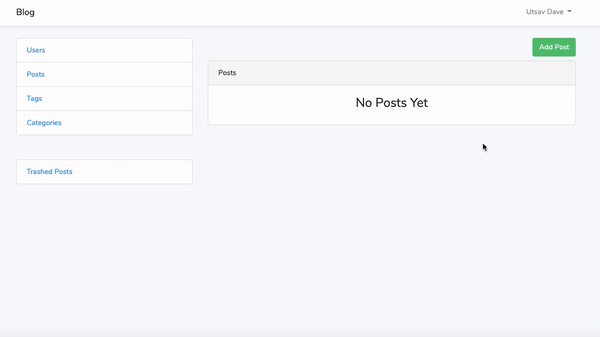 Blog
Utsav Dave
Users
Posts
Tags
Categories
Trashed Posts
Add Post
Posts
No Posts Yet